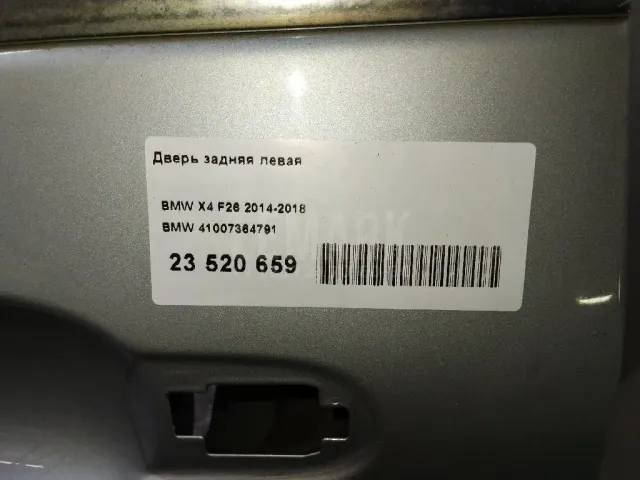 Дверь задняя левая
BMW X4 F26 2014-2018
BMW 41007364791
23 520 659